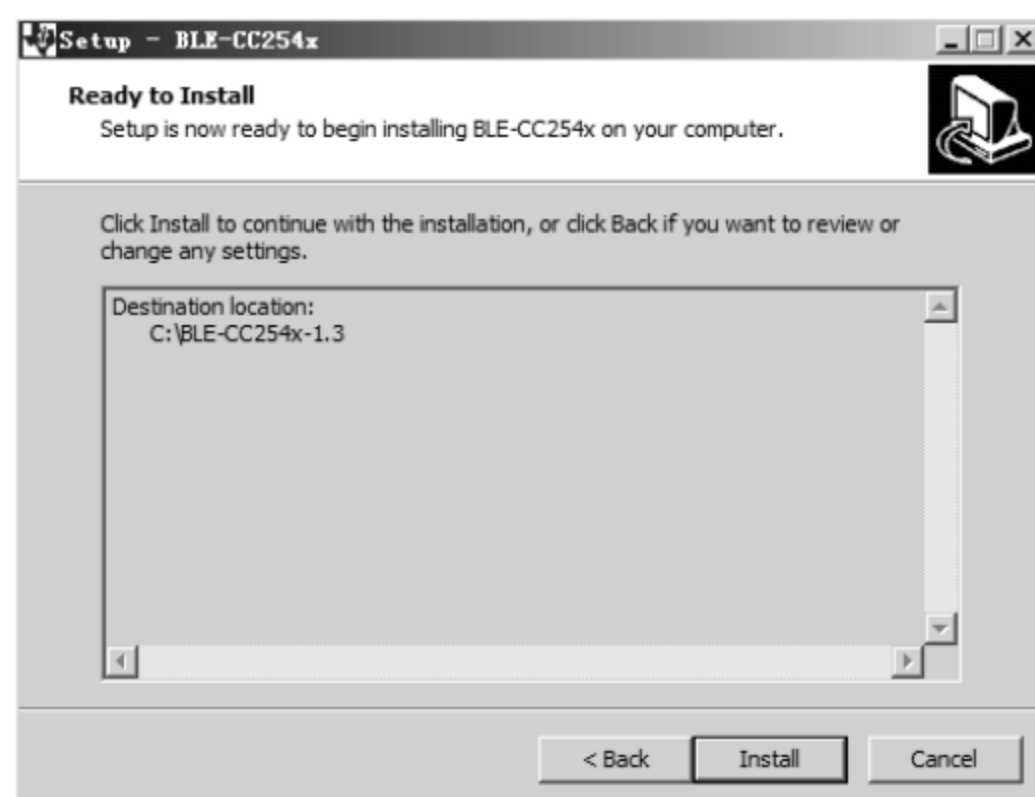 Setup - BLE-CC254x
Ready to Install
Setup is now ready to begin installing BLE-CC254x on your computer.
Click Install to continue with the installation, or click Back if you want to review or
change any settings.
Destination location:
C:\BLE-CC254x-1.3
< Back
Install
Cancel